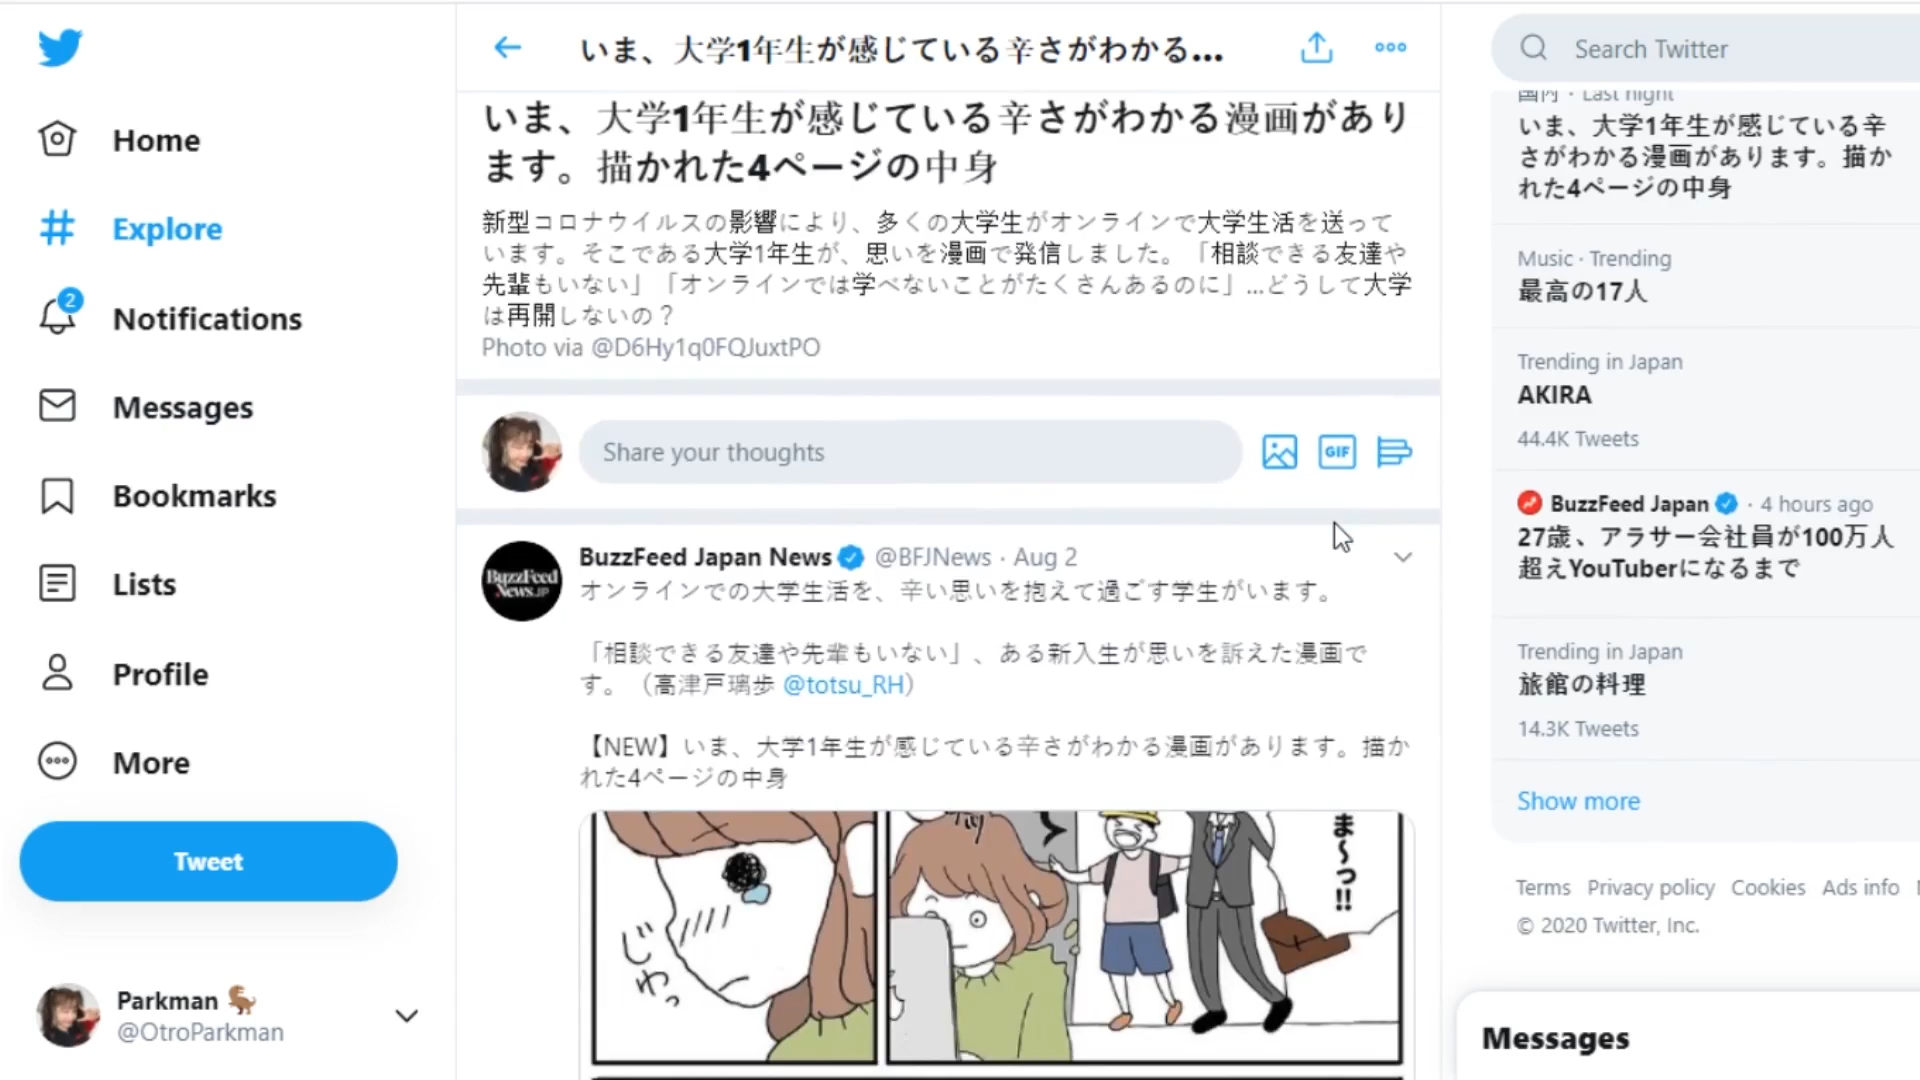 Home
Explore
2
Notifications
Messages
Bookmarks
Lists
Profile
More
Tweet
Parkman
@OtroParkman
いま、大学1年生が感じている辛さがわかる...
いま、大学1年生が感じている辛さがわかる漫画があり
ます。描かれた4ページの中身
新型コロナウイルスの影響により、多くの大学生がオンラインで大学生活を送って
います。そこである大学1年生が、思いを漫画で発信しました。「相談できる友達や
先輩もいない」「オンラインでは学べないことがたくさんあるのに」...どうして大学
は再開しないの？
Photo via @D6Hy1q0FQJuxtPO
Share your thoughts
GIF
BuzzFeed Japan News @BFJNews · Aug 2
BuzzFeed
News.JP
オンラインでの大学生活を、辛い思いを抱えて過ごす学生がいます。
「相談できる友達や先輩もいない」、ある新入生が思いを訴えた漫画で
す。（高津戸璃歩 @totsu_RH）
【NEW】いま、大学1年生が感じている辛さがわかる漫画があります。描か
れた4ページの中身
じわっ
ま〜っ!!
Search Twitter
国内 · Last night
いま、大学1年生が感じている辛
さがわかる漫画があります。描か
れた4ページの中身
Music · Trending
最高の17人
Trending in Japan
AKIRA
44.4K Tweets
BuzzFeed Japan · 4 hours ago
27歳、アラサー会社員が100万人
超えYouTuberになるまで
Trending in Japan
旅館の料理
14.3K Tweets
Show more
Terms Privacy policy Cookies Ads info
© 2020 Twitter, Inc.
Messages